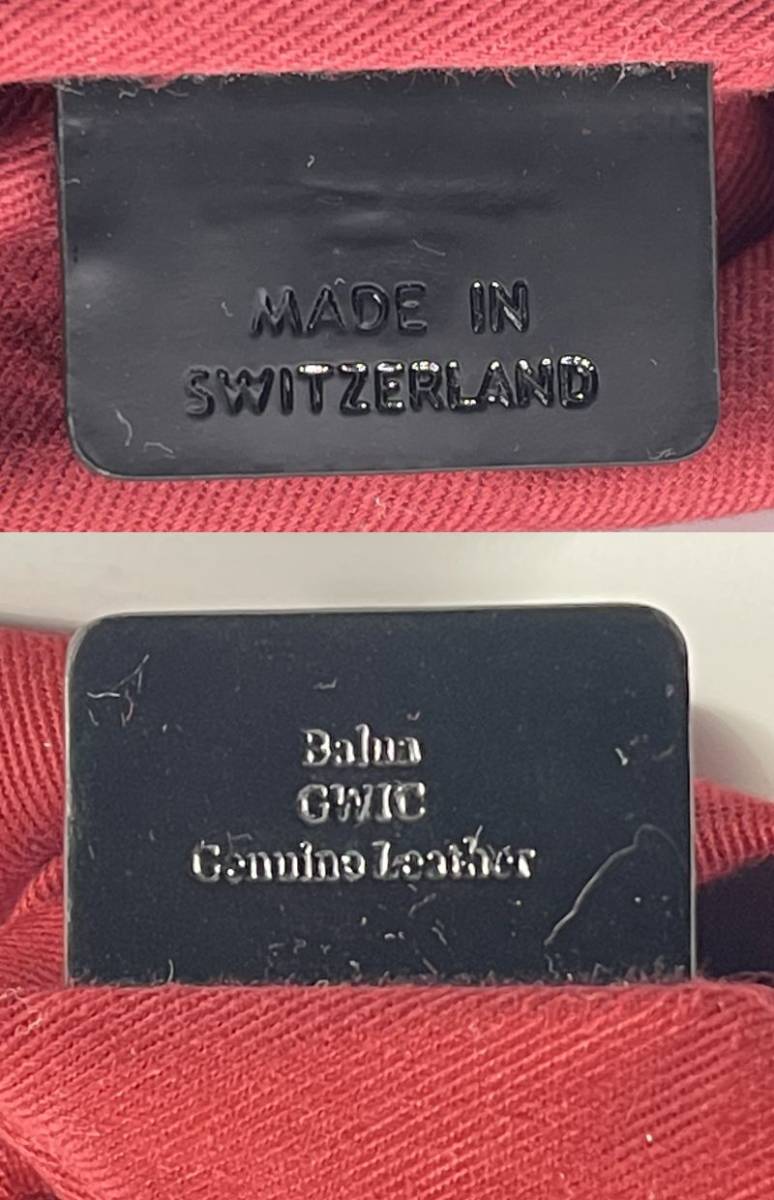 MADE IN
SWITZERLAND
Balua
GWIC
Genuine Leather